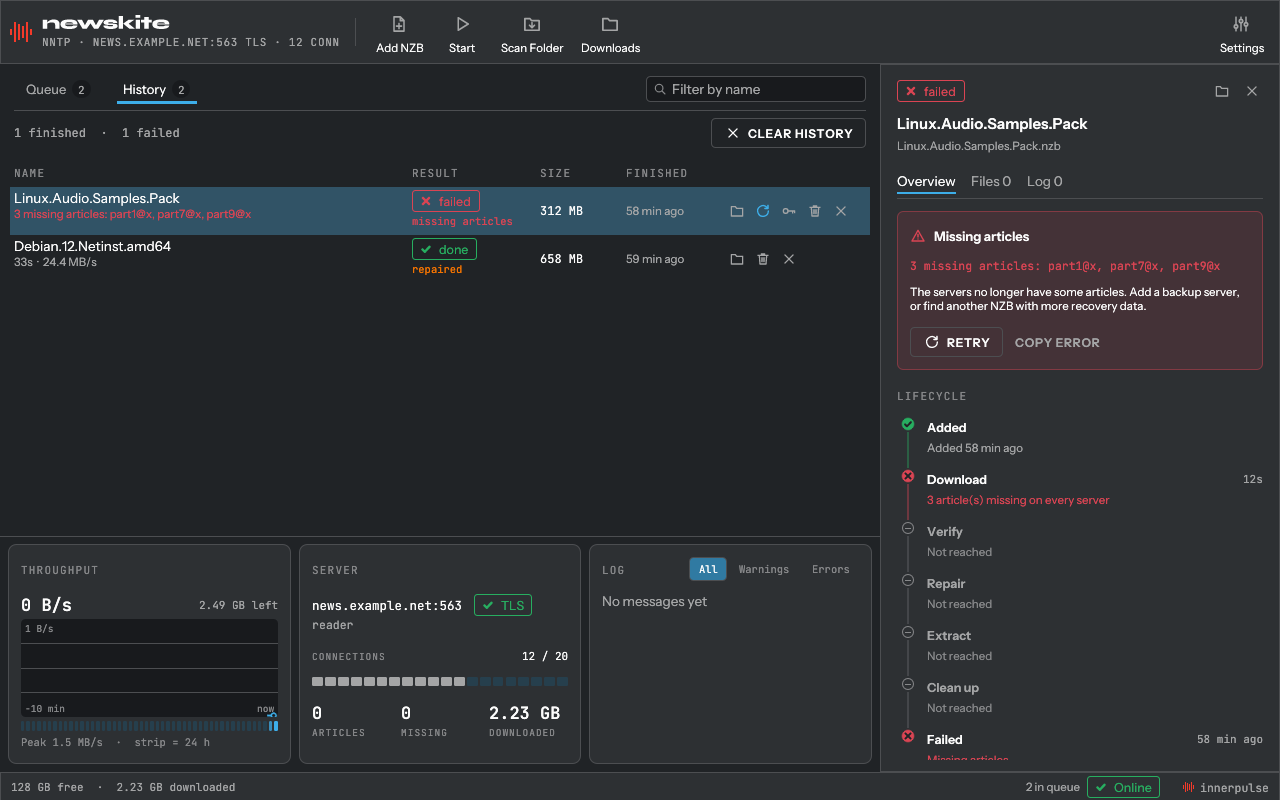 newskite
NNTP · NEWS.EXAMPLE.NET:563 TLS · 12 CONN
Add NZB
Start
Scan Folder
Downloads
Settings
Queue 2
History 2
Filter by name
1 finished · 1 failed
CLEAR HISTORY
NAME RESULT SIZE FINISHED
Linux.Audio.Samples.Pack
3 missing articles: part1@x, part7@x, part9@x
failed
missing articles
312 MB
58 min ago
Debian.12.Netinst.amd64
33s · 24.4 MB/s
done
repaired
658 MB
59 min ago
failed
Linux.Audio.Samples.Pack
Linux.Audio.Samples.Pack.nzb
Overview Files 0 Log 0
Missing articles
3 missing articles: part1@x, part7@x, part9@x
The servers no longer have some articles. Add a backup server,
or find another NZB with more recovery data.
RETRY
COPY ERROR
LIFECYCLE
Added
Added 58 min ago
Download 12s
3 article(s) missing on every server
Verify
Not reached
Repair
Not reached
Extract
Not reached
Clean up
Not reached
Failed 58 min ago
Missing articles
THROUGHPUT
0 B/s 2.49 GB left
1 B/s
-10 min now
Peak 1.5 MB/s · strip = 24 h
SERVER
news.example.net:563 TLS
reader
CONNECTIONS 12 / 20
0 0 2.23 GB
ARTICLES MISSING DOWNLOADED
LOG All Warnings Errors
No messages yet
128 GB free · 2.23 GB downloaded
2 in queue
Online
innerpulse